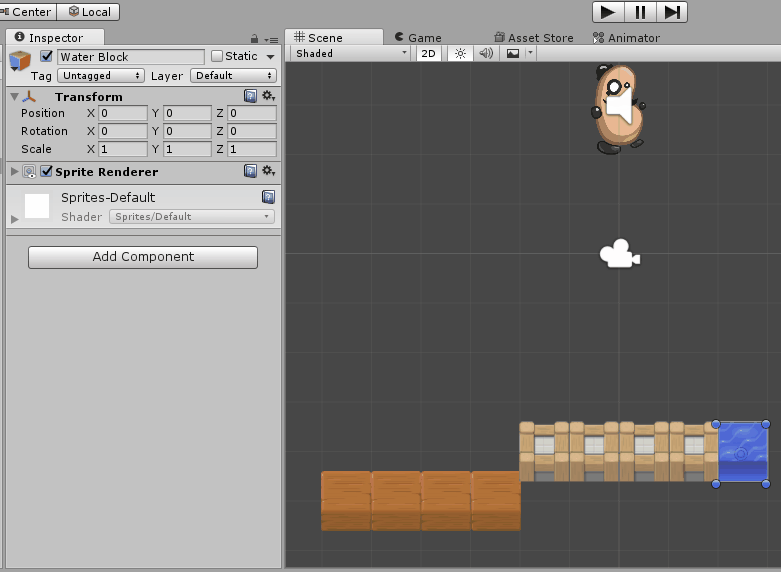 Center Local
Inspector
Water Block Static
Tag Untagged Layer Default
Transform
Position X 0 Y 0 Z 0
Rotation X 0 Y 0 Z 0
Scale X 1 Y 1 Z 1
Sprite Renderer
Sprites-Default
Shader Sprites/Default
Add Component
Scene Game Asset Store Animator
Shaded 2D